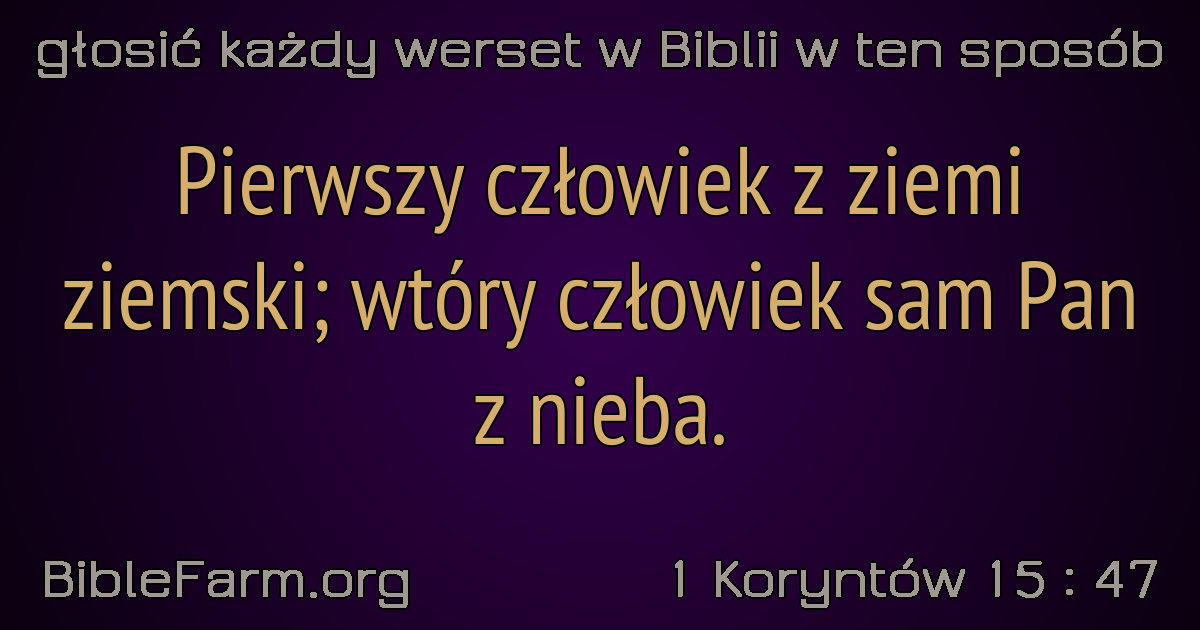 głosić każdy werset w Biblii w ten sposób
Pierwszy człowiek z ziemi
ziemski; wtóry człowiek sam Pan
z nieba.
BibleFarm.org
1 Koryntów 15 : 47